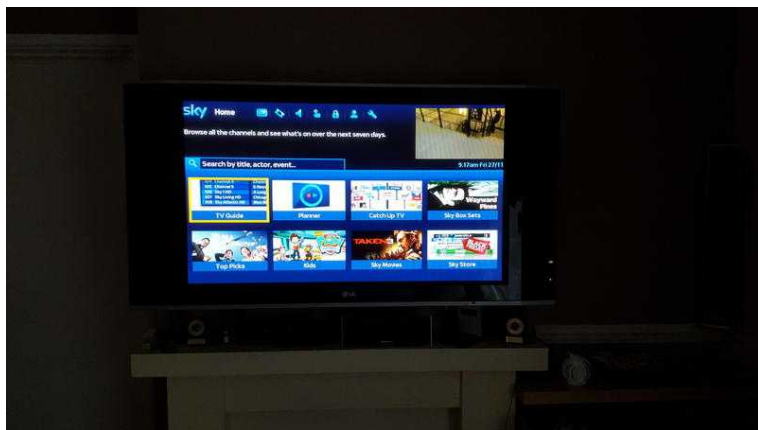 sky Home
Browse all the channels and see what's on over the next seven days.
Search by title, actor, event...
9.17am Fri 27/11
TV Guide
Planner
Catch Up TV
Wayward
Pines
Sky Box Sets
Top Picks
Kids
TAKEN 3
Sky Movies
Sky Store
LG